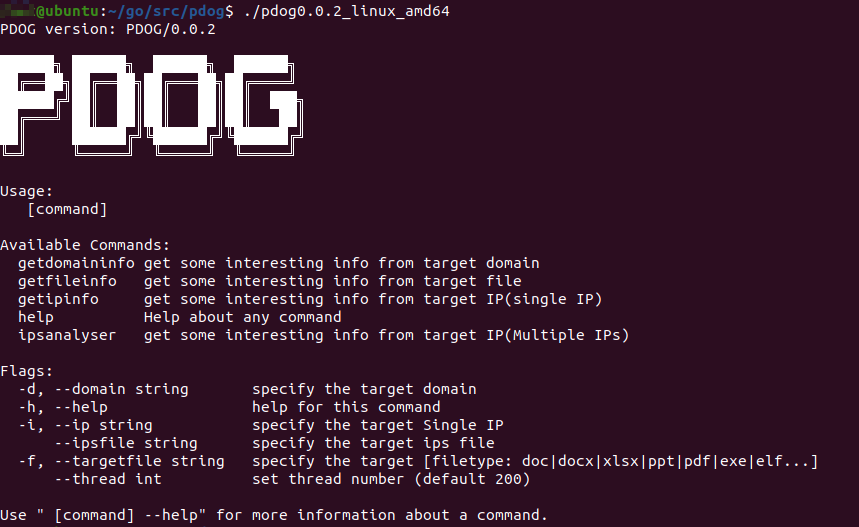 @ubuntu:~/go/src/pdog$ ./pdog0.0.2_linux_amd64
PDOG version: PDOG/0.0.2
PDOG
Usage:
   [command]
Available Commands:
  getdomaininfo get some interesting info from target domain
  getfileinfo   get some interesting info from target file
  getipinfo     get some interesting info from target IP(single IP)
  help          Help about any command
  ipsanalyser   get some interesting info from target IP(Multiple IPs)
Flags:
  -d, --domain string       specify the target domain
  -h, --help                help for this command
  -i, --ip string           specify the target Single IP
      --ipsfile string      specify the target ips file
  -f, --targetfile string   specify the target [filetype: doc|docx|xlsx|ppt|pdf|exe|elf...]
      --thread int          set thread number (default 200)
Use " [command] --help" for more information about a command.